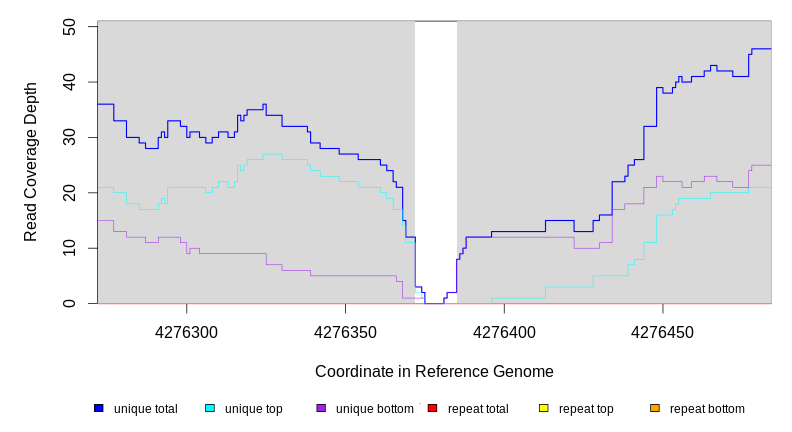 Read Coverage Depth
50
40
30
20
10
0
4276300 4276350 4276400 4276450
Coordinate in Reference Genome
unique total unique top unique bottom repeat total repeat top repeat bottom